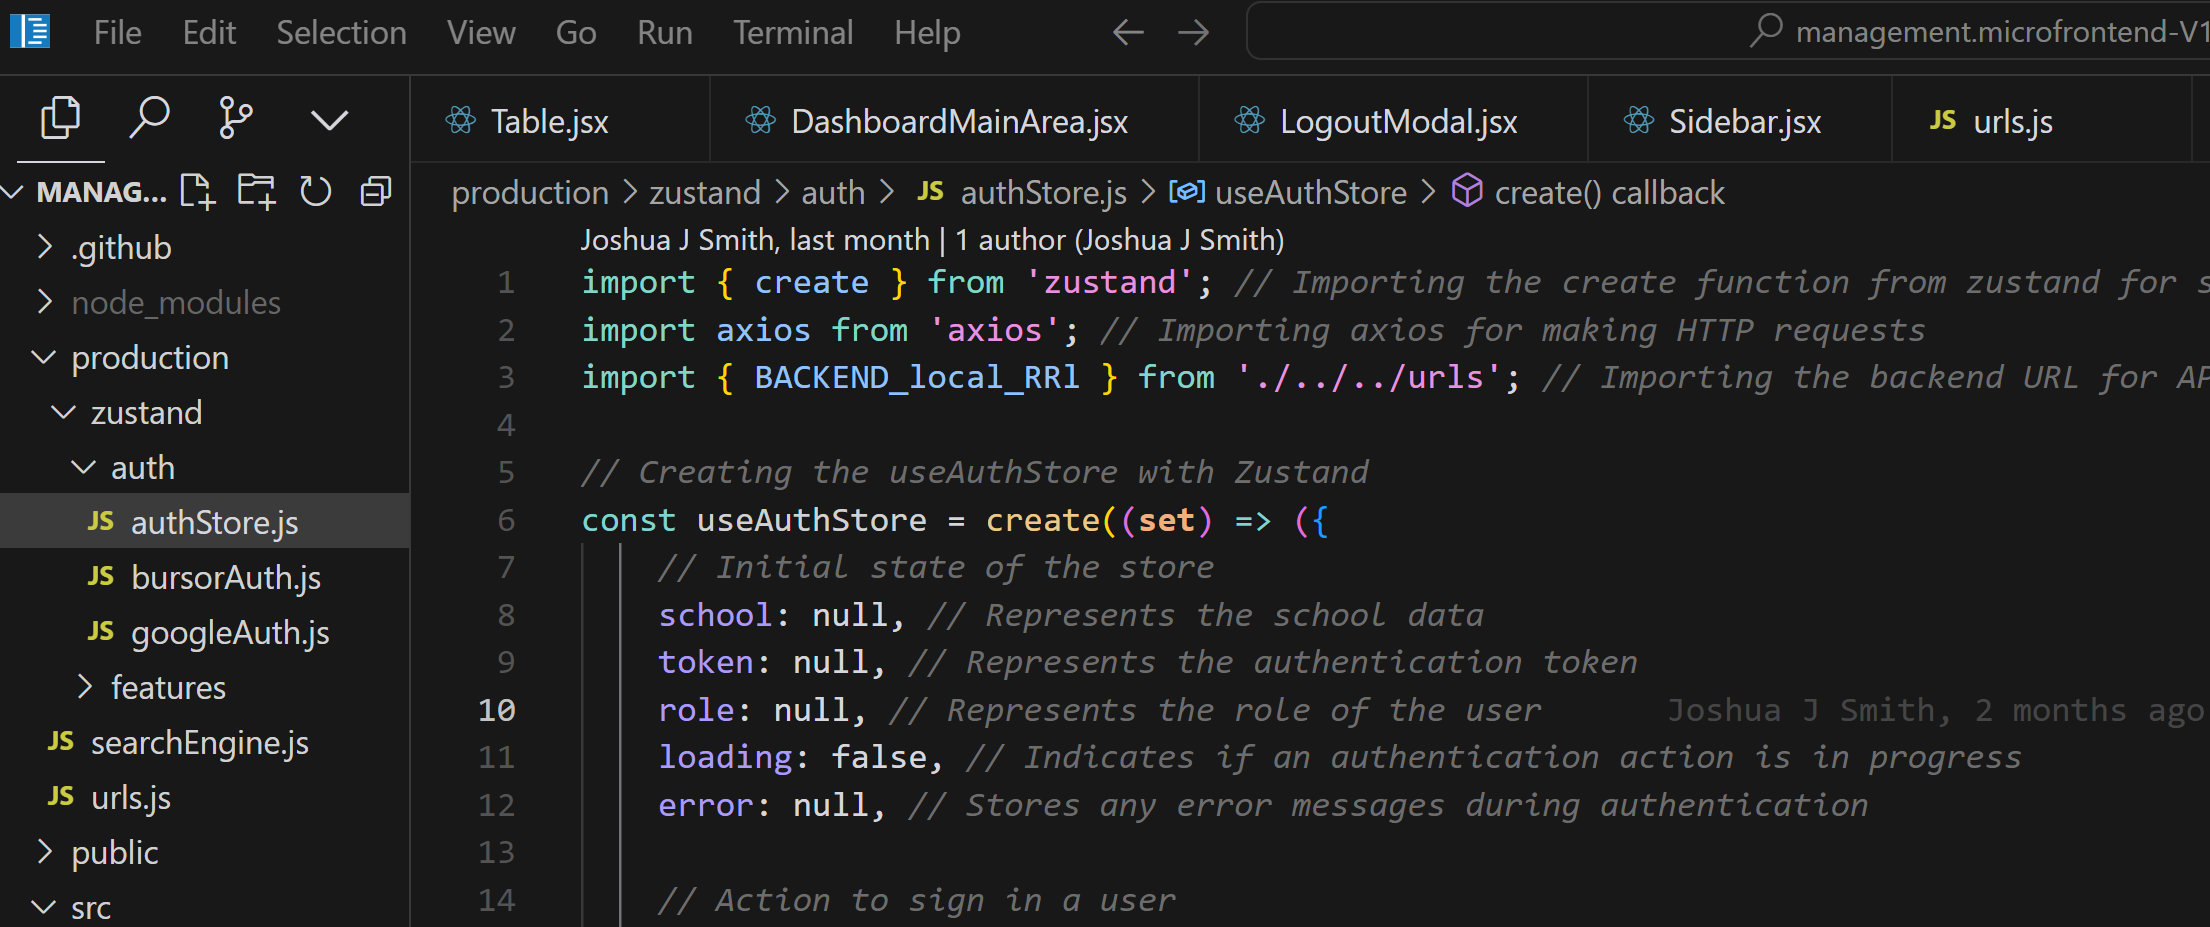 File Edit Selection View Go Run Terminal Help management.microfrontend-V1
Table.jsx DashboardMainArea.jsx LogoutModal.jsx Sidebar.jsx JS urls.js
MANAG...
.github
node_modules
production
zustand
auth
JS authStore.js
JS bursorAuth.js
JS googleAuth.js
features
JS searchEngine.js
JS urls.js
public
src
production > zustand > auth > JS authStore.js > useAuthStore > create() callback
Joshua J Smith, last month | 1 author (Joshua J Smith)
1 import { create } from 'zustand'; // Importing the create function from zustand for s
2 import axios from 'axios'; // Importing axios for making HTTP requests
3 import { BACKEND_local_RRl } from './../../urls'; // Importing the backend URL for AP
4
5 // Creating the useAuthStore with Zustand
6 const useAuthStore = create((set) => ({
7 // Initial state of the store
8 school: null, // Represents the school data
9 token: null, // Represents the authentication token
10 role: null, // Represents the role of the user Joshua J Smith, 2 months ago
11 loading: false, // Indicates if an authentication action is in progress
12 error: null, // Stores any error messages during authentication
13
14 // Action to sign in a user